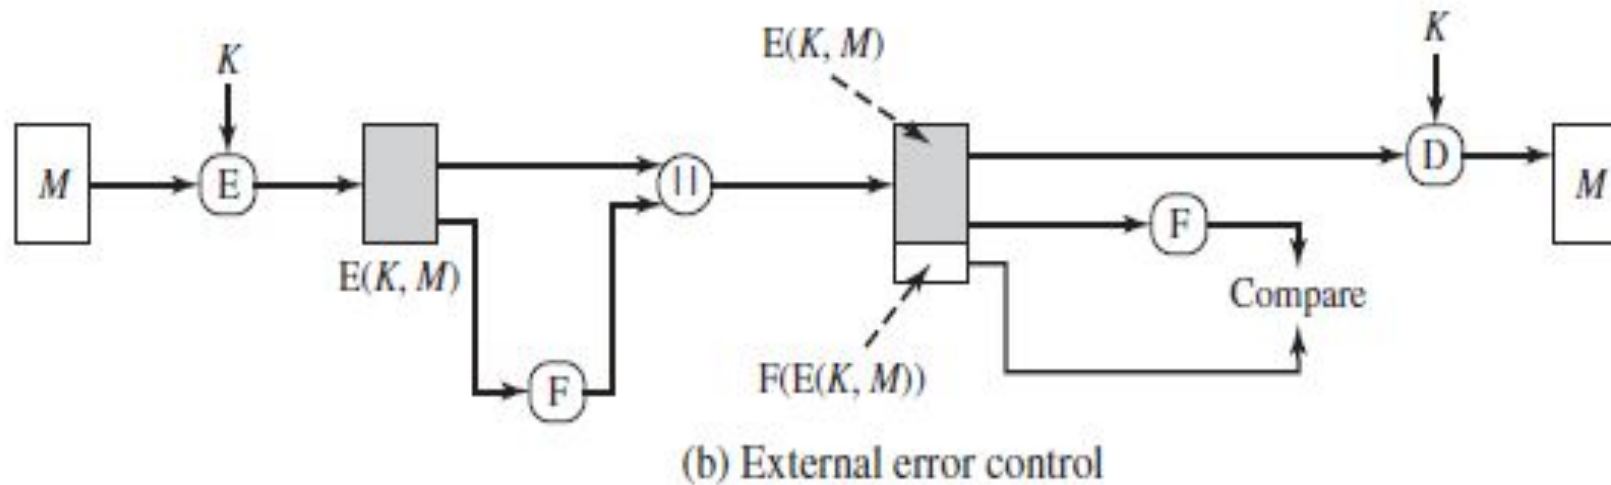 E(K, M)
K
K
M
E
E(K, M)
F
||
F(E(K, M))
F
Compare
D
M
(b) External error control